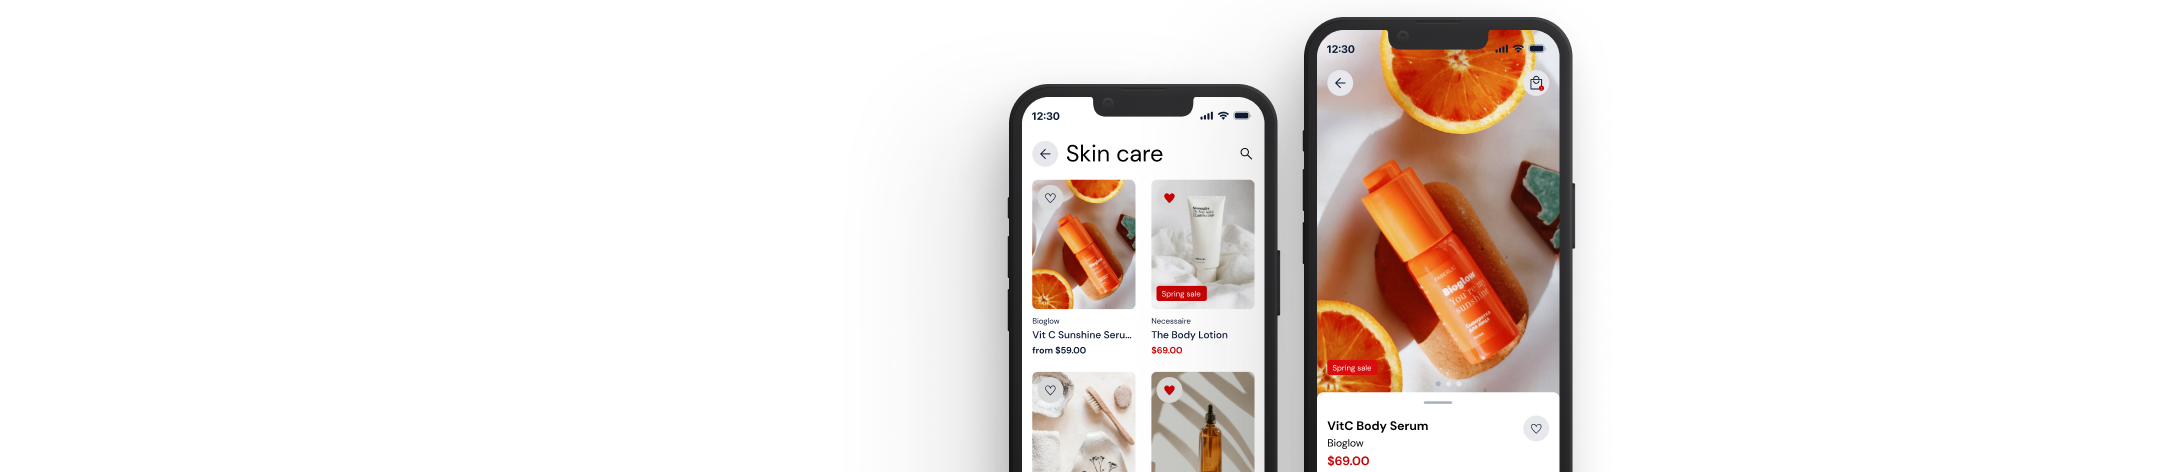 12:30
Skin care
Spring sale
Bioglow
Vit C Sunshine Seru...
from $59.00
Necessaire
The Body Lotion
$69.00
12:30
Bioglow
You're my
sunshine
Spring sale
VitC Body Serum
Bioglow
$69.00